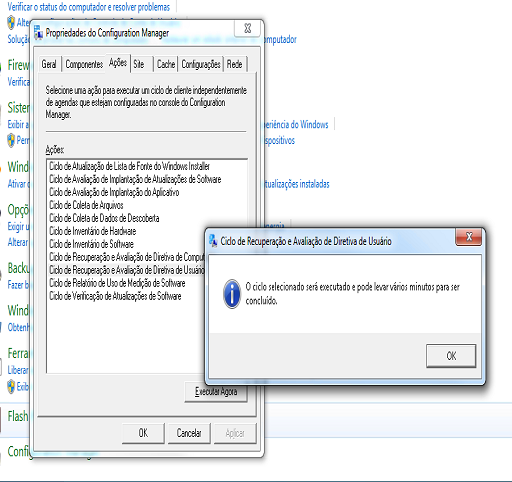 Verificar o status do computador e resolver problemas
Propriedades do Configuration Manager
Geral
Componentes
Ações
Site
Cache
Configurações
Rede
Selecione uma ação para executar um ciclo de cliente independentemente
de agendas que estejam configuradas no console do Configuration
Manager.
Ações:
Ciclo de Atualização de Lista de Fonte do Windows Installer
Ciclo de Avaliação de Implantação de Atualizações de Software
Ciclo de Avaliação de Implantação do Aplicativo
Ciclo de Coleta de Arquivos
Ciclo de Coleta de Dados de Descoberta
Ciclo de Inventário de Hardware
Ciclo de Inventário de Software
Ciclo de Recuperação e Avaliação de Diretiva de Comput
Ciclo de Recuperação e Avaliação de Diretiva de Usuário
Ciclo de Relatório de Uso de Medição de Software
Ciclo de Verificação de Atualizações de Software
Executar Agora
OK
Cancelar
Aplicar
Ciclo de Recuperação e Avaliação de Diretiva de Usuário
O ciclo selecionado será executado e pode levar vários minutos para ser
concluído.
OK
Alte
Solu
omputador
Firew
Verifica
Sister
Exibir a
periência do Windows
Perm
spositivos
Wind
Ativar o
tualizações instaladas
Opçõ
Exigir u
Alterar
Backu
Fazer b
Wind
Obtenh
Ferra
Liberar
Exib
Flash